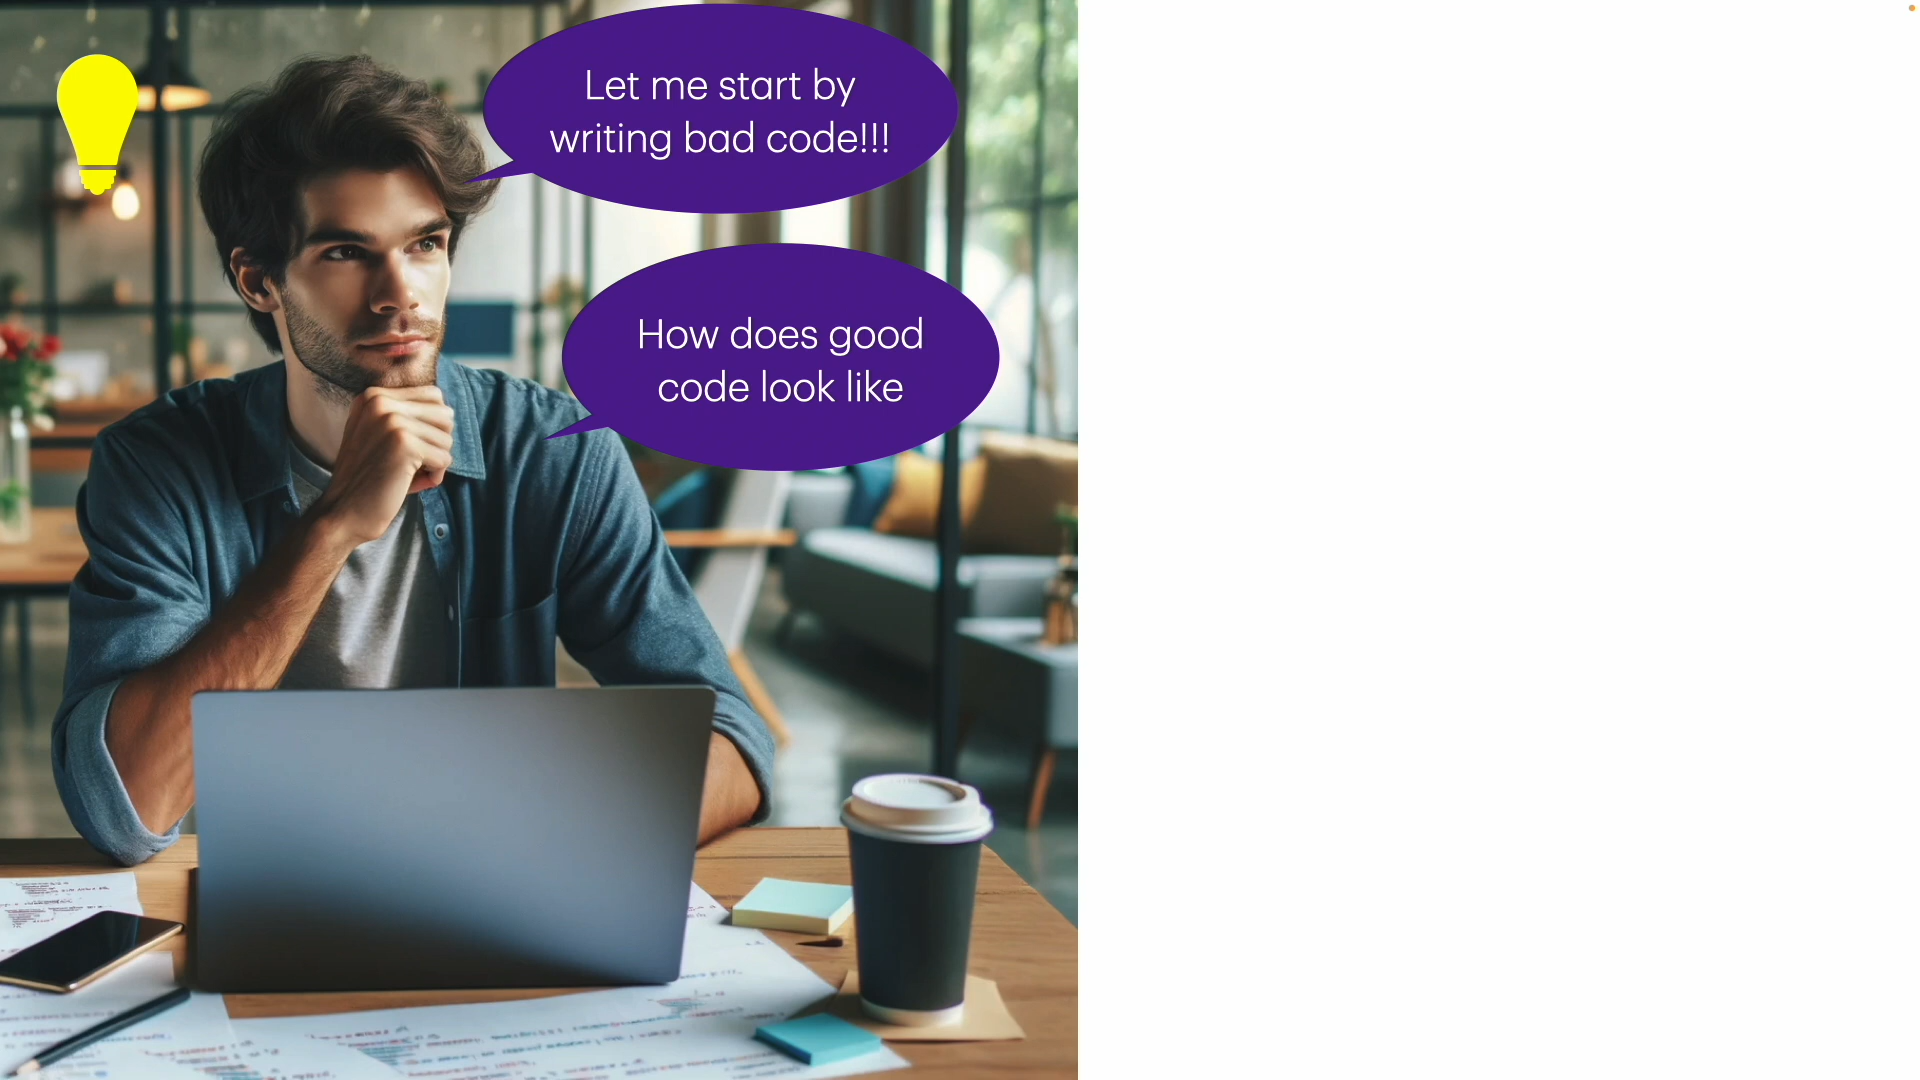 Let me start by
writing bad code!!!
How does good
code look like